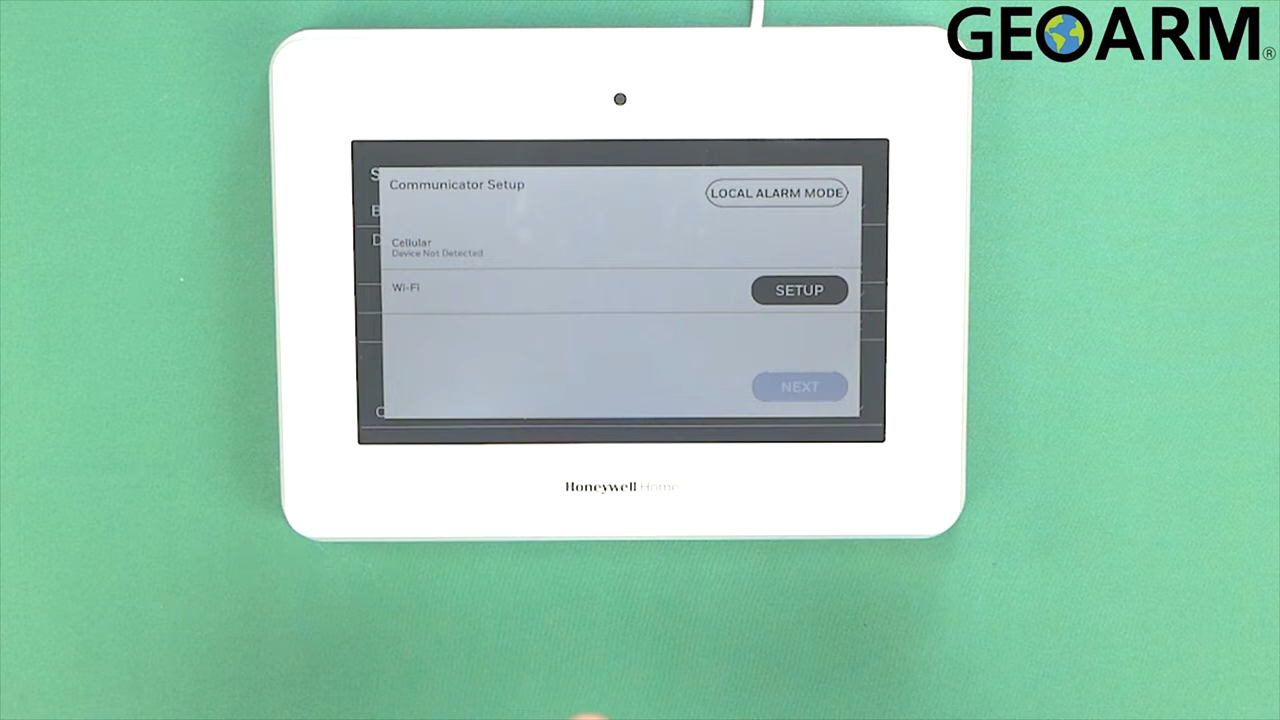 GEOARM®
Communicator Setup
LOCAL ALARM MODE
Cellular
Device Not Detected
Wi-Fi
SETUP
NEXT
Honeywell Home